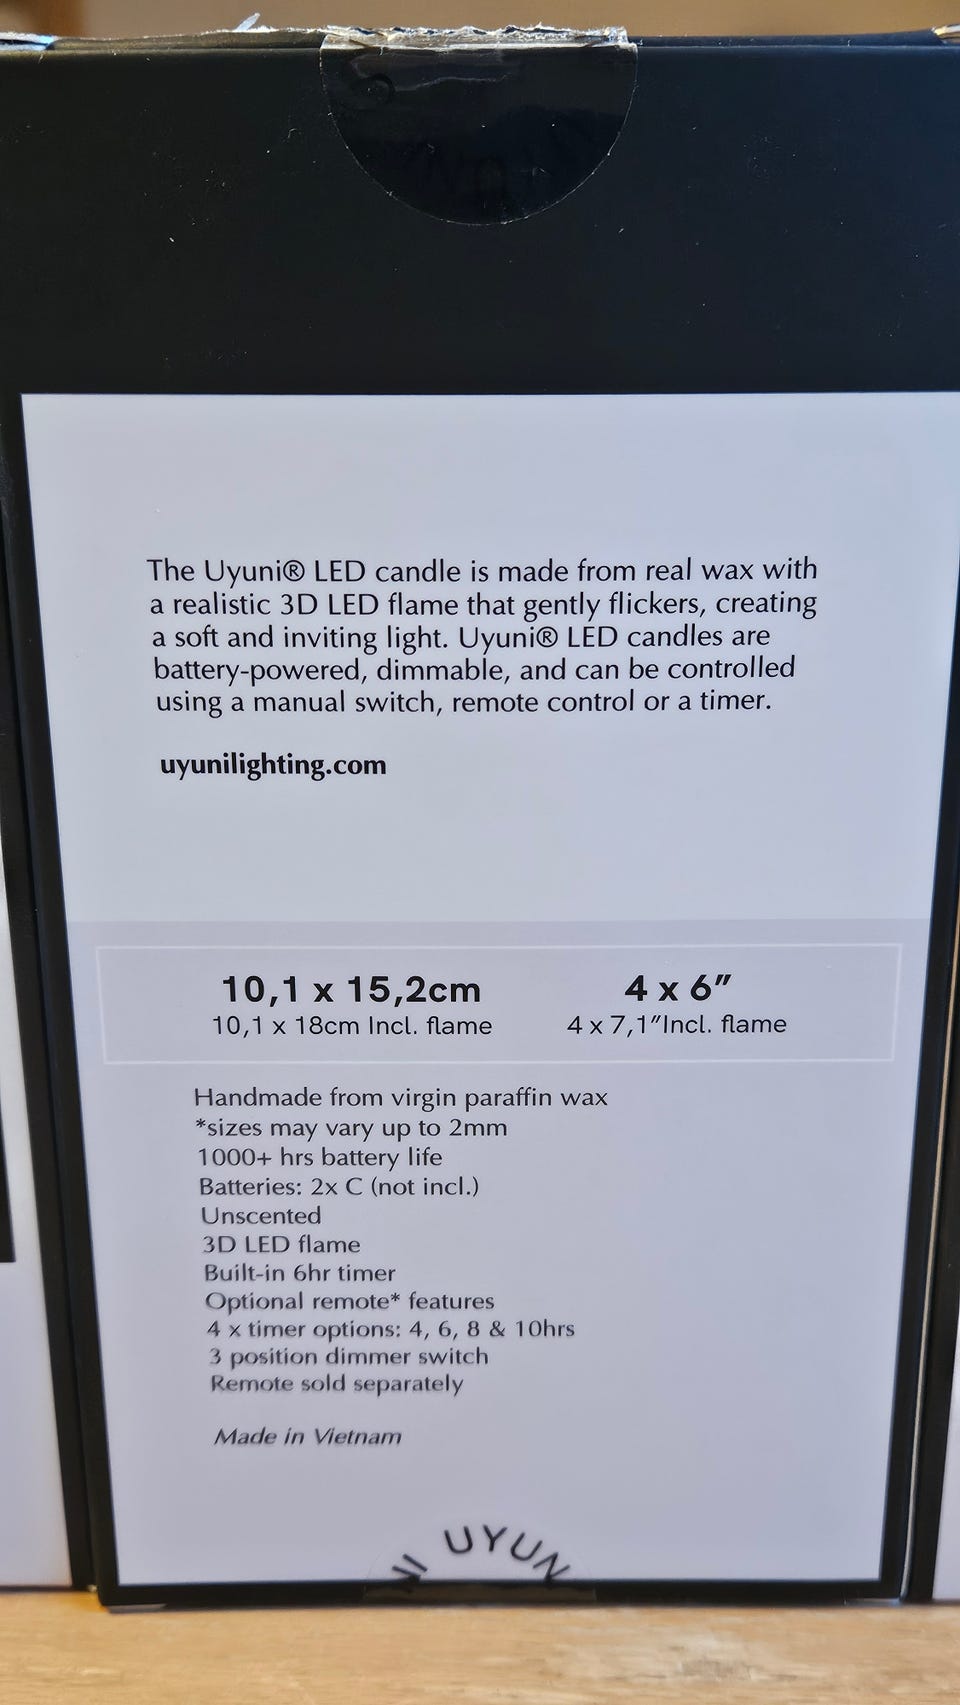 The Uyuni® LED candle is made from real wax with
a realistic 3D LED flame that gently flickers, creating
a soft and inviting light. Uyuni® LED candles are
battery-powered, dimmable, and can be controlled
using a manual switch, remote control or a timer.
uyunilighting.com
10,1 x 15,2cm
10,1 x 18cm Incl. flame
4 x 6″
4 x 7,1″Incl. flame
Handmade from virgin paraffin wax
*sizes may vary up to 2mm
1000+ hrs battery life
Batteries: 2x C (not incl.)
Unscented
3D LED flame
Built-in 6hr timer
Optional remote* features
4 x timer options: 4, 6, 8 & 10hrs
3 position dimmer switch
Remote sold separately
Made in Vietnam
NI UYUN